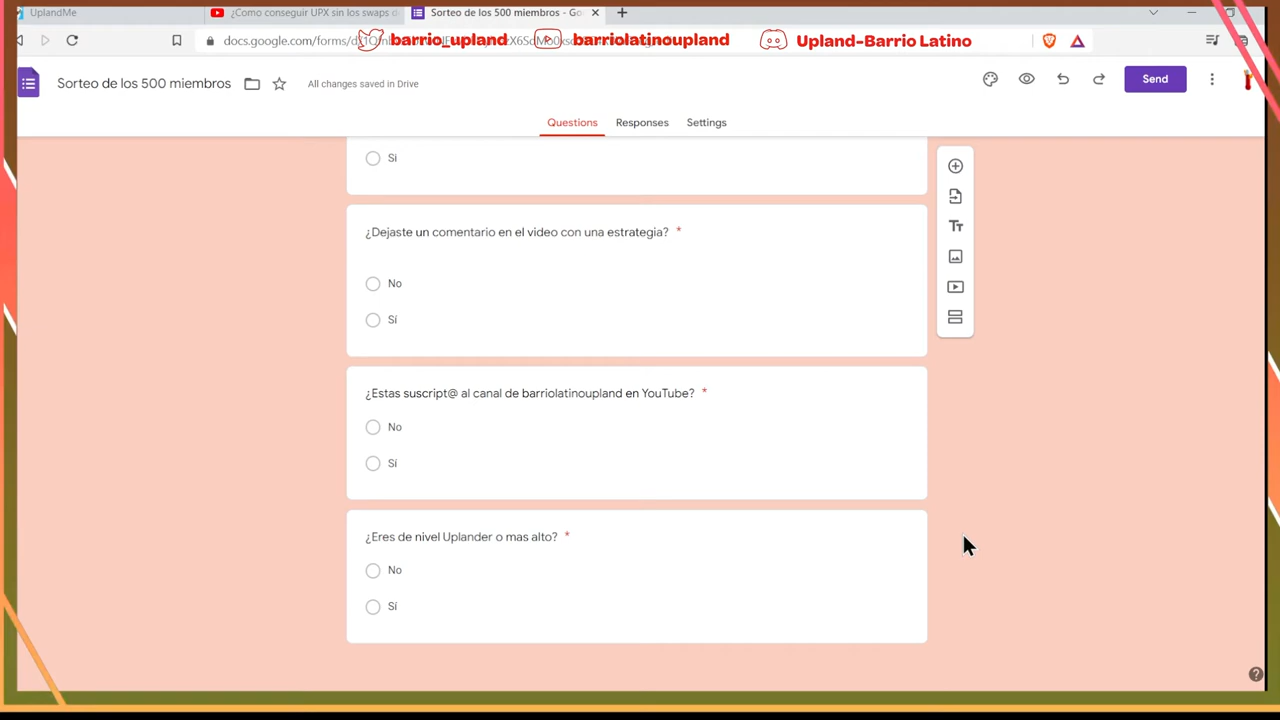 UplandMe
¿Como conseguir UPX sin los swaps d
Sorteo de los 500 miembros - Go
docs.google.com/forms/d
barrio_upland
barriolatinoupland
Upland-Barrio Latino
Sorteo de los 500 miembros
All changes saved in Drive
Send
Questions
Responses
Settings
Si
¿Dejaste un comentario en el video con una estrategia? *
No
Sí
¿Estas suscript@ al canal de barriolatinoupland en YouTube? *
No
Sí
¿Eres de nivel Uplander o mas alto? *
No
Sí
Tт